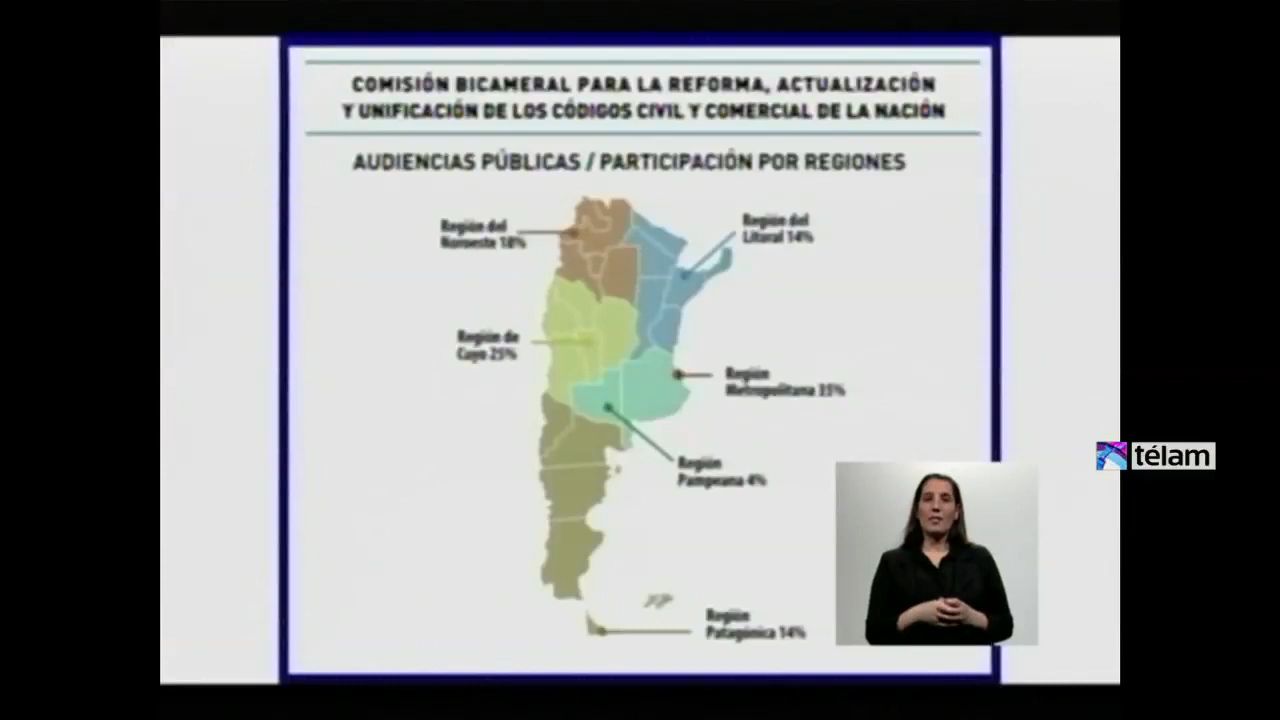 COMISIÓN BICAMERAL PARA LA REFORMA, ACTUALIZACIÓN
Y UNIFICACIÓN DE LOS CÓDIGOS CIVIL Y COMERCIAL DE LA NACIÓN
AUDIENCIAS PÚBLICAS / PARTICIPACIÓN POR REGIONES
Región del
Noroeste 18%
Región del
Litoral 14%
Región de
Cuyo 25%
Región
Metropolitana
Región
Pampeana 4%
télam
Región
Patagónica 14%